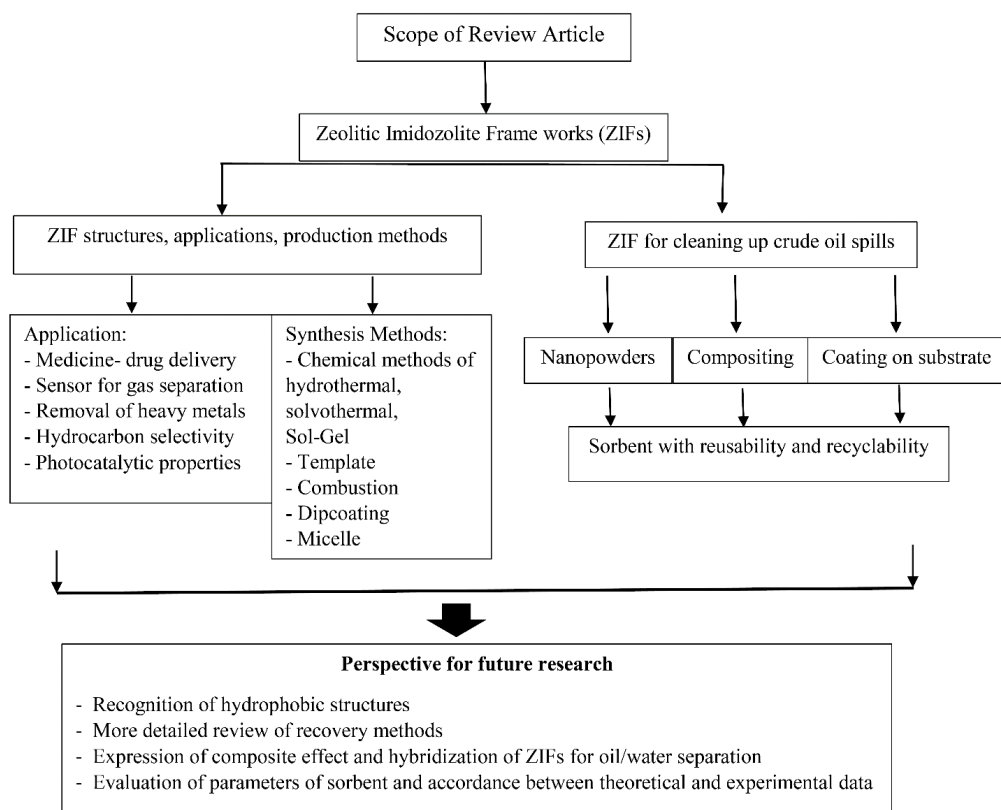 Scope of Review Article
Zeolitic Imidozolite Frame works (ZIFs)
ZIF structures, applications, production methods
ZIF for cleaning up crude oil spills
Application:
- Medicine- drug delivery
- Sensor for gas separation
- Removal of heavy metals
- Hydrocarbon selectivity
- Photocatalytic properties
Synthesis Methods:
- Chemical methods of
hydrothermal,
solvothermal,
Sol-Gel
- Template
- Combustion
- Dipcoating
- Micelle
Nanopowders
Compositing
Coating on substrate
Sorbent with reusability and recyclability
Perspective for future research
- Recognition of hydrophobic structures
- More detailed review of recovery methods
- Expression of composite effect and hybridization of ZIFs for oil/water separation
- Evaluation of parameters of sorbent and accordance between theoretical and experimental data